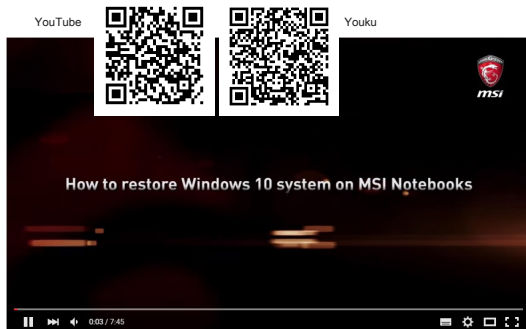 YouTube
Youku
msi
How to restore Windows 10 system on MSI Notebooks
0:03 / 7:45